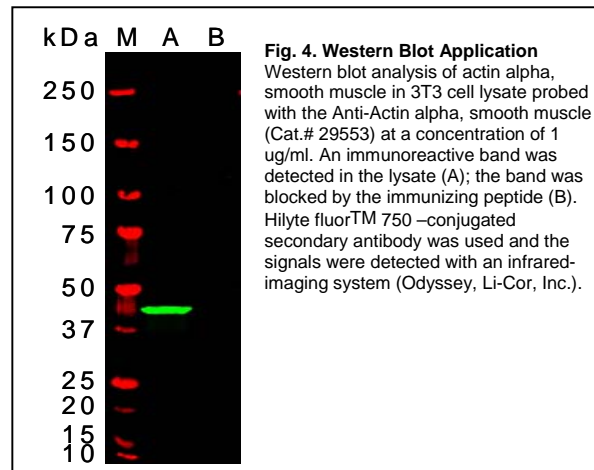 kDa M A B
250
150
100
75
50
37
25
20
15
10
Fig. 4. Western Blot Application
Western blot analysis of actin alpha,
smooth muscle in 3T3 cell lysate probed
with the Anti-Actin alpha, smooth muscle
(Cat.# 29553) at a concentration of 1
ug/ml. An immunoreactive band was
detected in the lysate (A); the band was
blocked by the immunizing peptide (B).
Hilyte fluor™ 750 –conjugated
secondary antibody was used and the
signals were detected with an infrared-
imaging system (Odyssey, Li-Cor, Inc.).